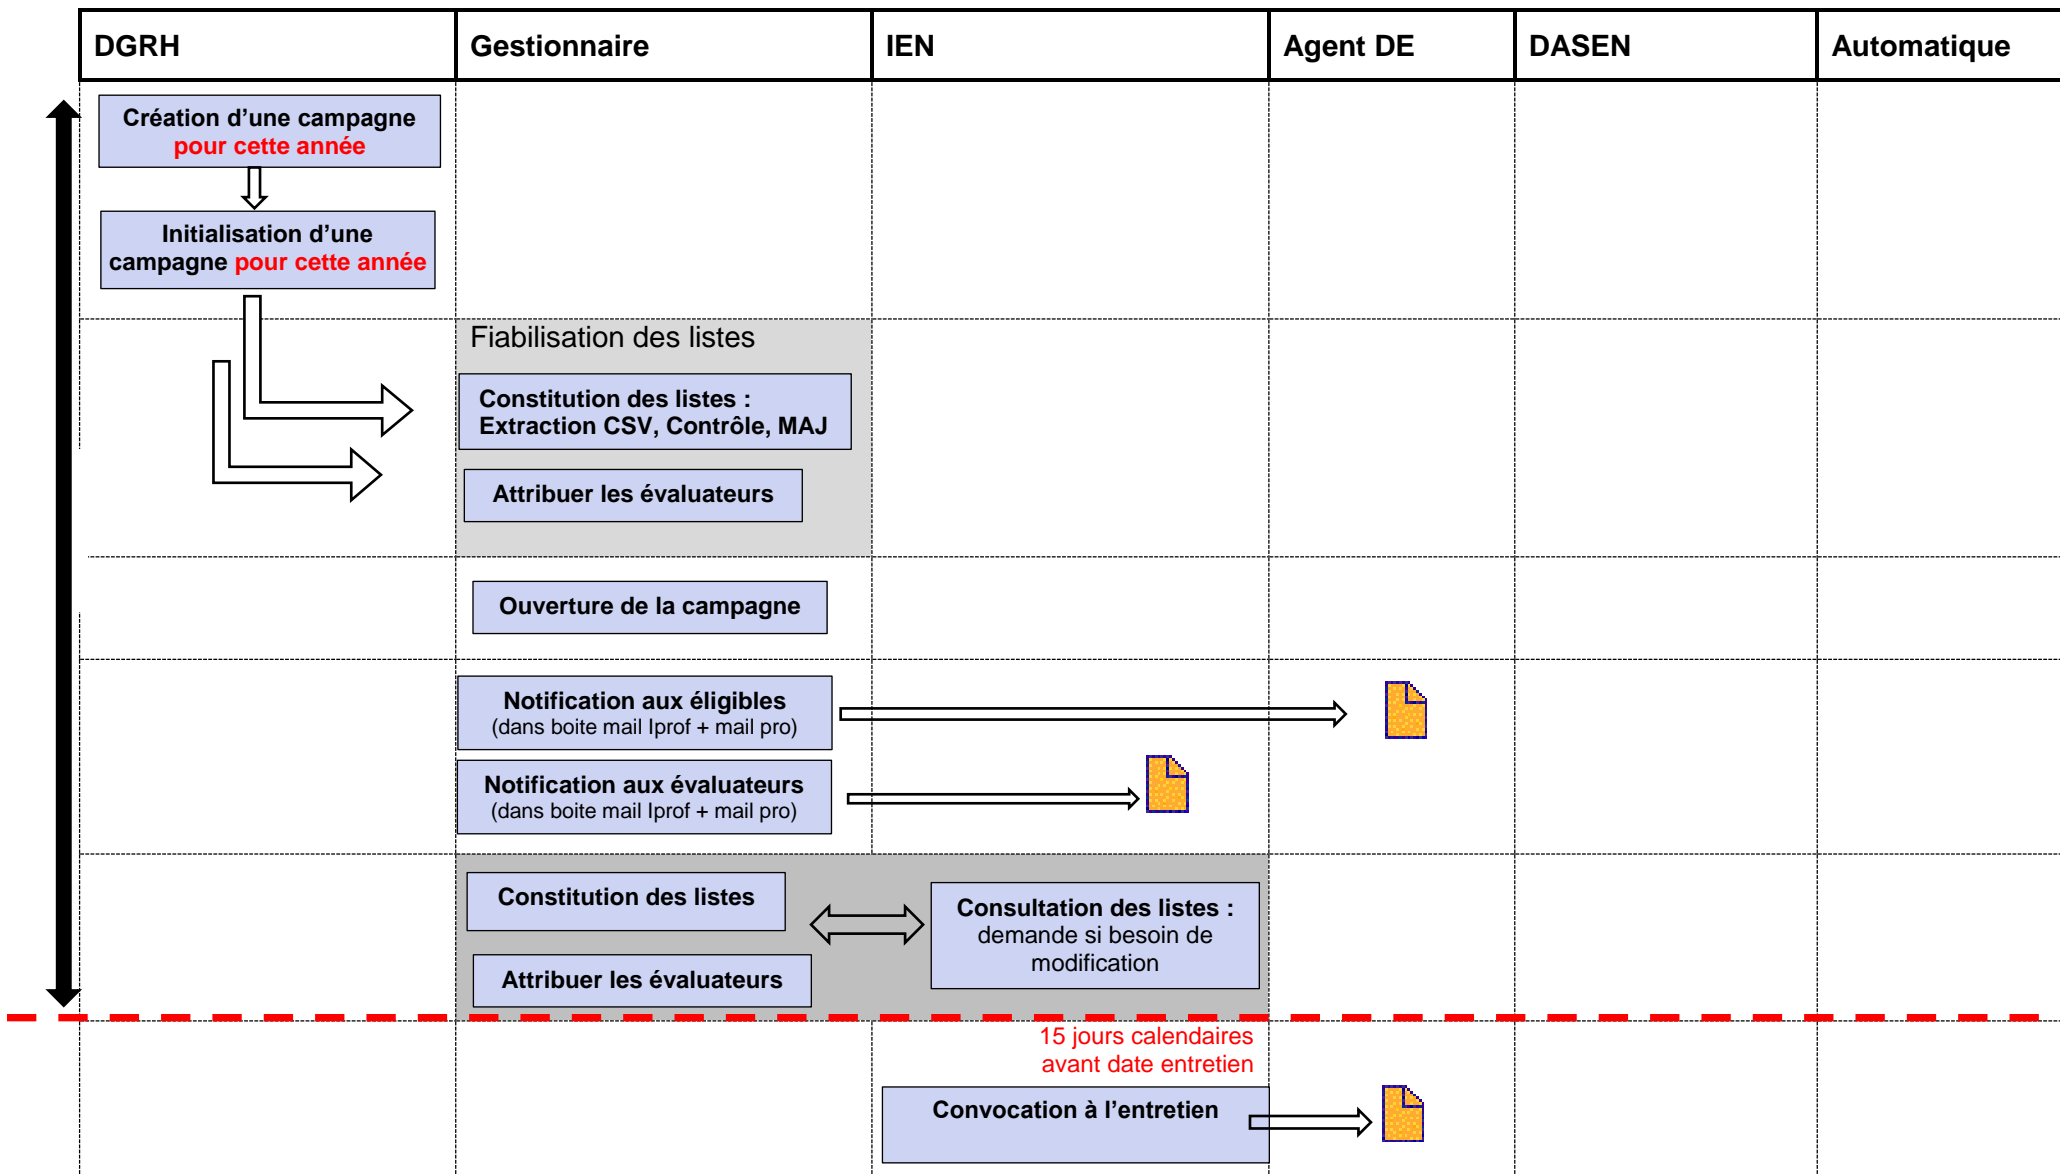 DGRH
Gestionnaire
IEN
Agent DE
DASEN
Automatique
Création d’une campagne
pour cette année
Initialisation d’une
campagne pour cette année
Fiabilisation des listes
Constitution des listes :
Extraction CSV, Contrôle, MAJ
Attribuer les évaluateurs
Ouverture de la campagne
Notification aux éligibles
(dans boite mail Iprof + mail pro)
Notification aux évaluateurs
(dans boite mail Iprof + mail pro)
Constitution des listes
Attribuer les évaluateurs
Consultation des listes :
demande si besoin de
modification
15 jours calendaires
avant date entretien
Convocation à l’entretien